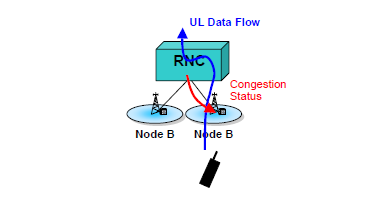 UL Data Flow
RNC
Congestion
Status
Node B
Node B